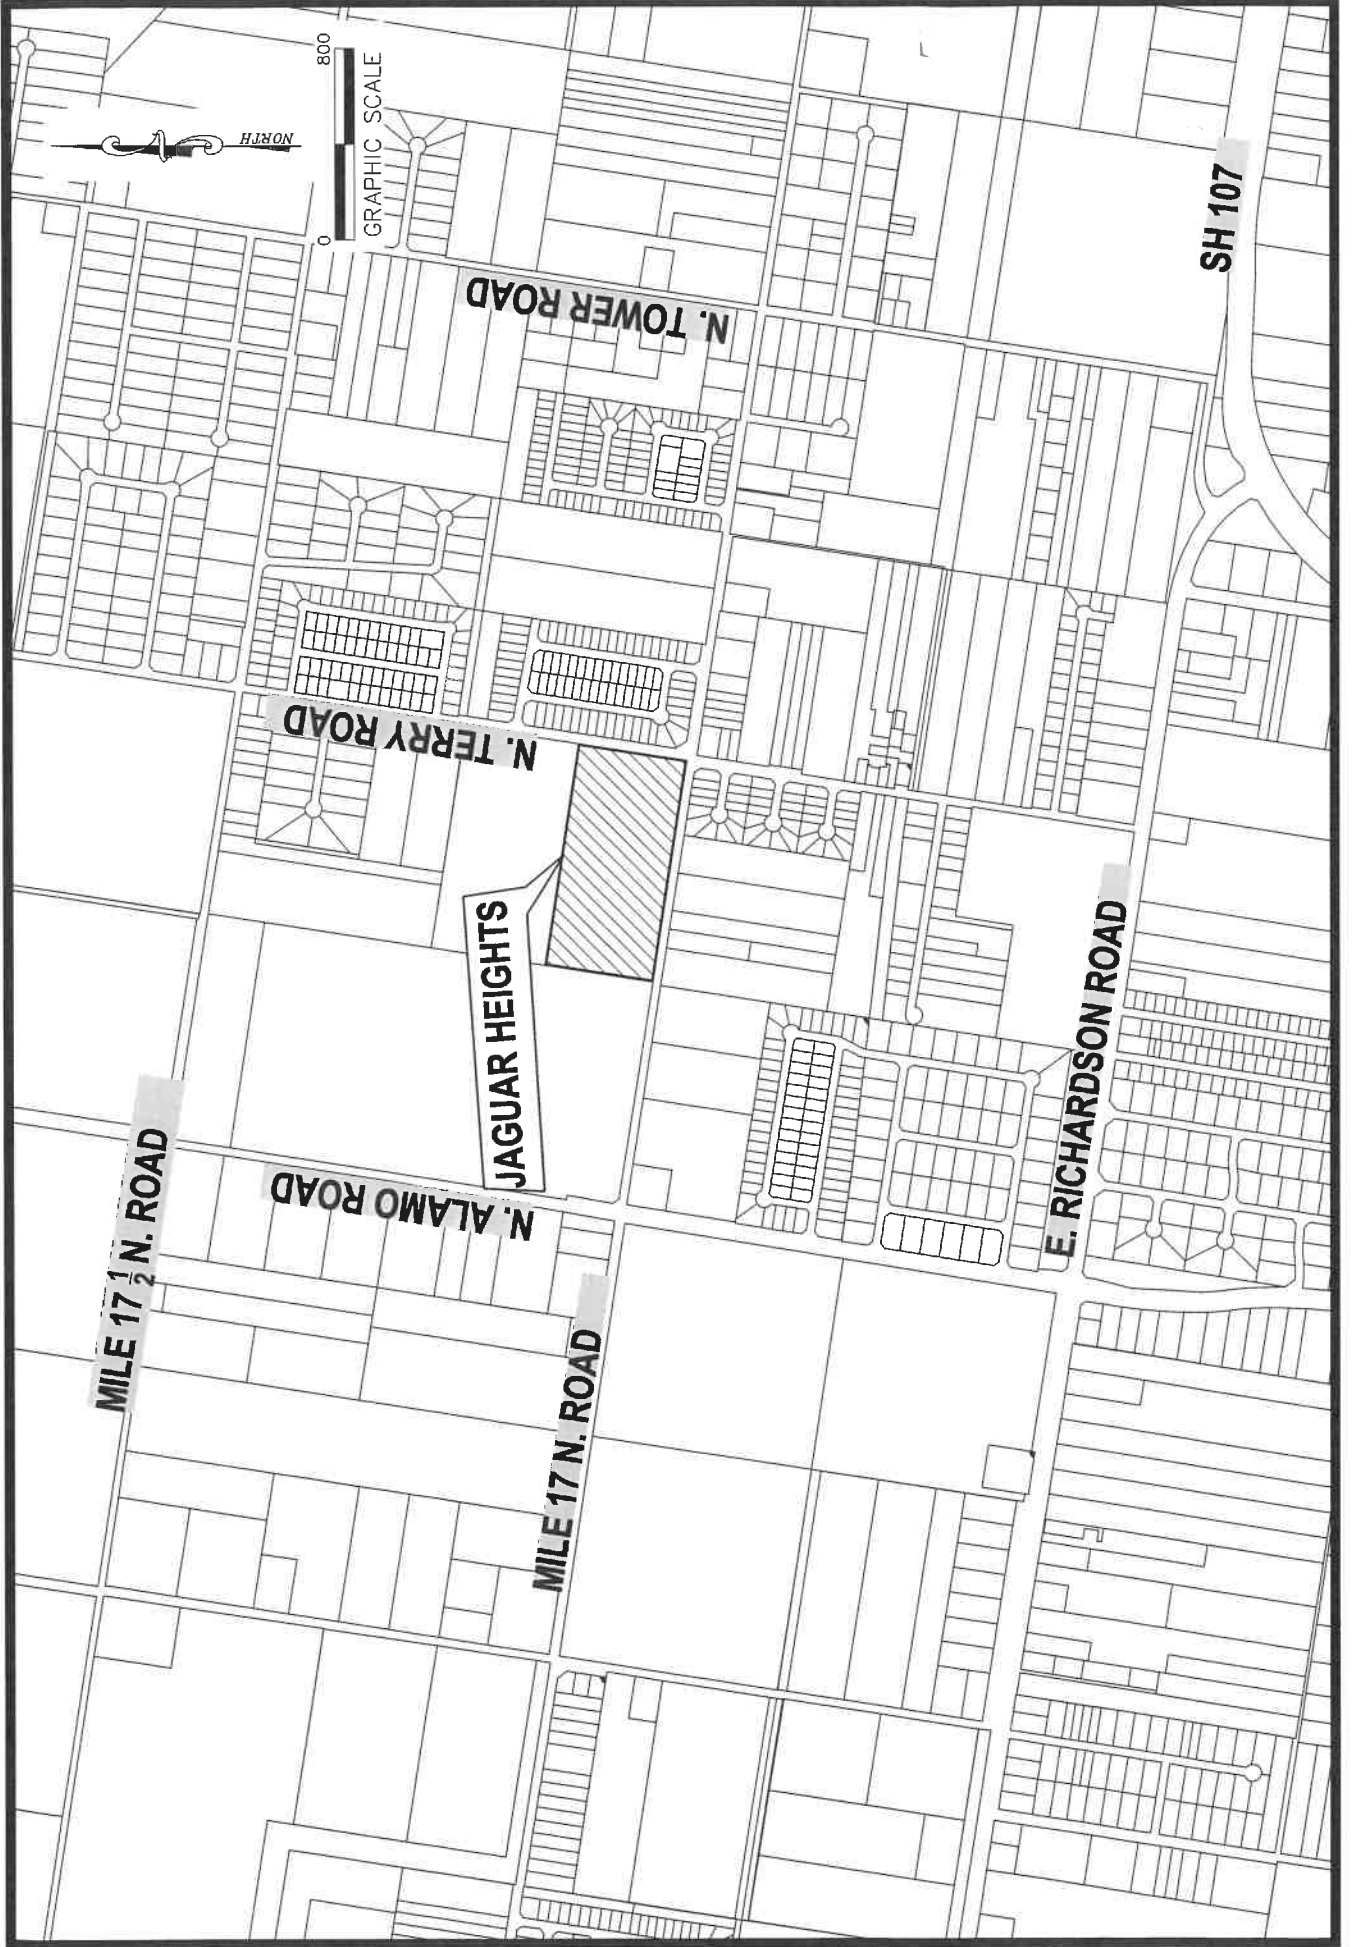 NORTH
0 800
GRAPHIC SCALE
N. TOWER ROAD
SH 107
N. TERRY ROAD
JAGUAR HEIGHTS
E. RICHARDSON ROAD
MILE 17 1/2 N. ROAD
N. ALAMO ROAD
MILE 17 N. ROAD